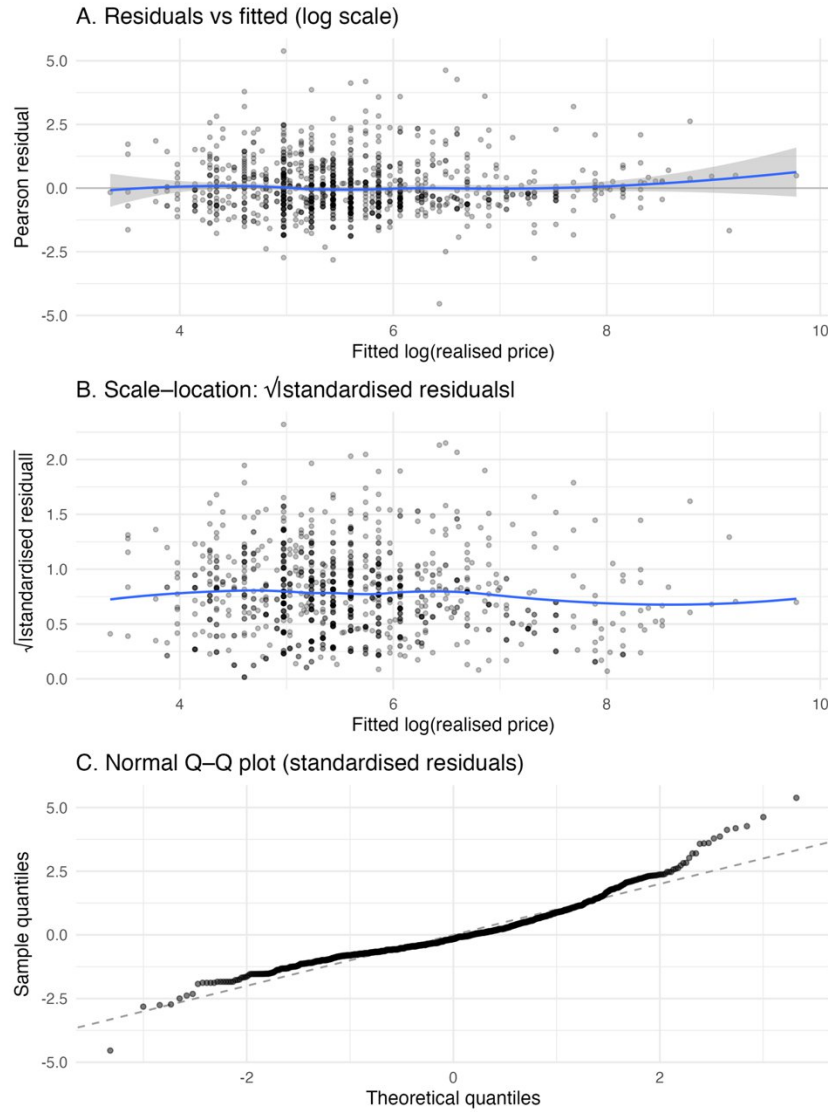 A. Residuals vs fitted (log scale)
5.0
2.5
0.0
-2.5
-5.0
Pearson residual
4
6
8
10
Fitted log(realised price)
B. Scale–location: √|standardised residuals|
2.0
1.5
1.0
0.5
0.0
√|standardised residual|
4
6
8
10
Fitted log(realised price)
C. Normal Q–Q plot (standardised residuals)
5.0
2.5
0.0
-2.5
-5.0
Sample quantiles
-2
0
2
Theoretical quantiles